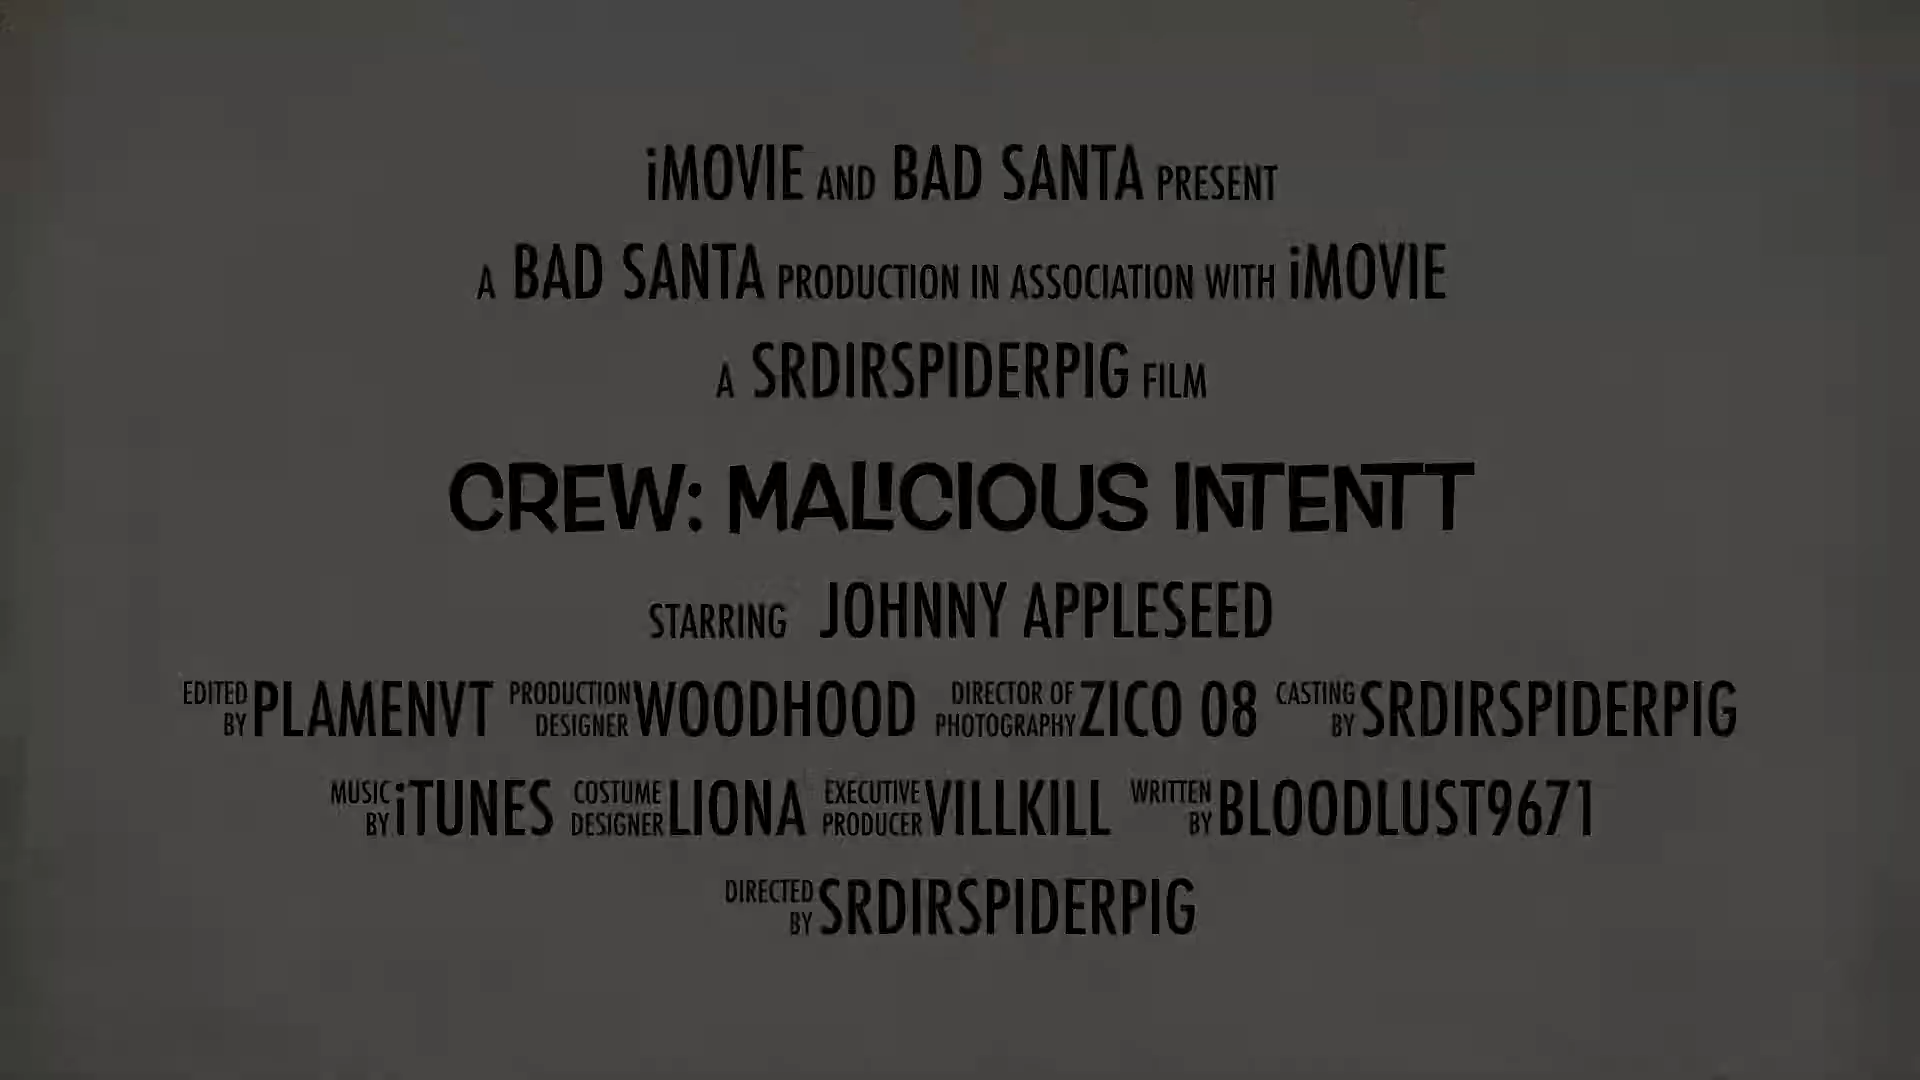 iMOVIE AND BAD SANTA PRESENT
A BAD SANTA PRODUCTION IN ASSOCIATION WITH iMOVIE
A SRDIRSPIDERPIG FILM
CREW: MALICIOUS INTENTT
STARRING JOHNNY APPLESEED
EDITED BY PLAMENVT PRODUCTION DESIGNER WOODHOOD DIRECTOR OF PHOTOGRAPHY ZICO 08 CASTING BY SRDIRSPIDERPIG
MUSIC BY iTUNES COSTUME DESIGNER LIONA EXECUTIVE PRODUCER VILLKILL WRITTEN BY BLOODLUST9671
DIRECTED BY SRDIRSPIDERPIG